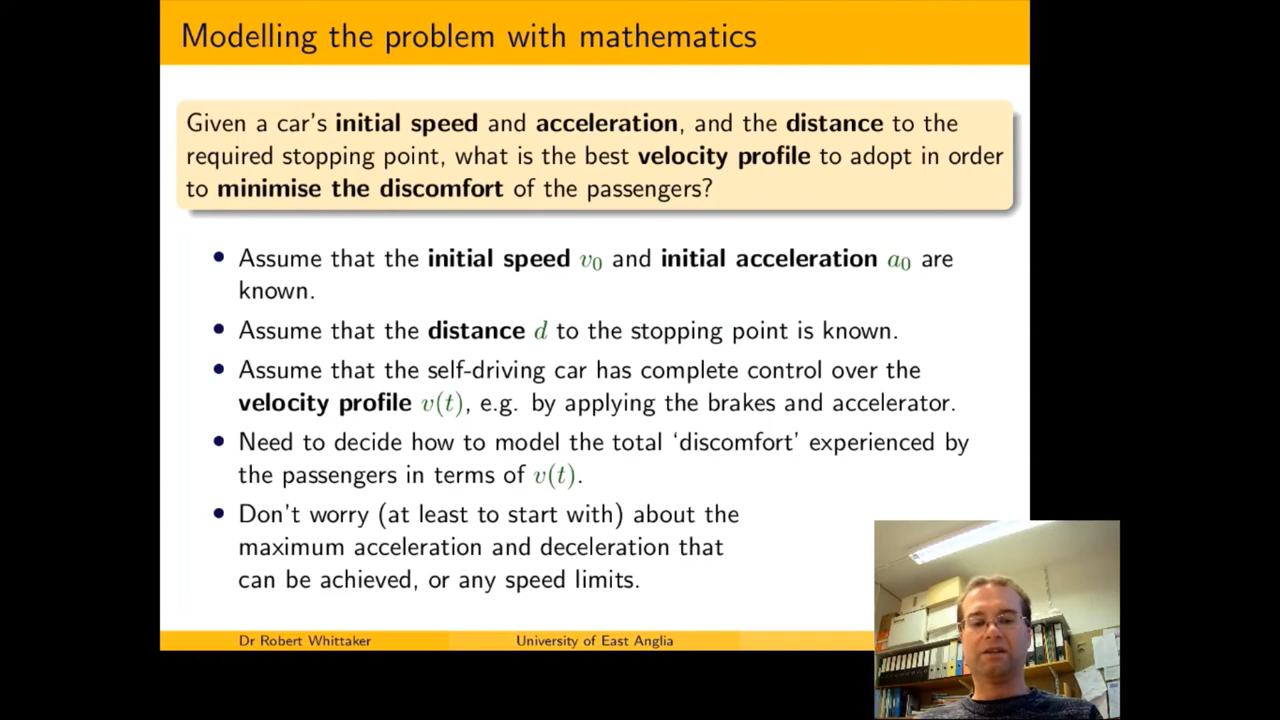 Modelling the problem with mathematics
Given a car's initial speed and acceleration, and the distance to the
required stopping point, what is the best velocity profile to adopt in order
to minimise the discomfort of the passengers?
• Assume that the initial speed v₀ and initial acceleration a₀ are
known.
• Assume that the distance d to the stopping point is known.
• Assume that the self-driving car has complete control over the
velocity profile v(t), e.g. by applying the brakes and accelerator.
• Need to decide how to model the total ‘discomfort’ experienced by
the passengers in terms of v(t).
• Don't worry (at least to start with) about the
maximum acceleration and deceleration that
can be achieved, or any speed limits.
Dr Robert Whittaker University of East Anglia